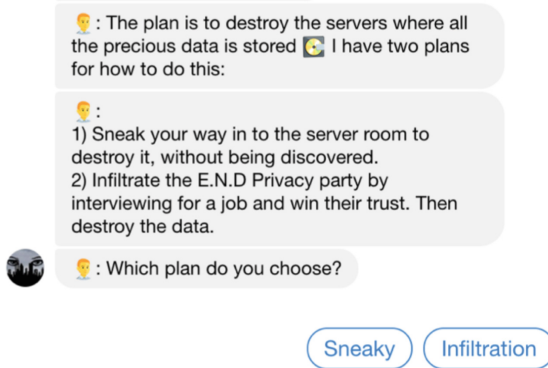 👨‍💼: The plan is to destroy the servers where all
the precious data is stored 💽 I have two plans
for how to do this:
👨‍💼:
1) Sneak your way in to the server room to
destroy it, without being discovered.
2) Infiltrate the E.N.D Privacy party by
interviewing for a job and win their trust. Then
destroy the data.
👨‍💼: Which plan do you choose?
Sneaky Infiltration